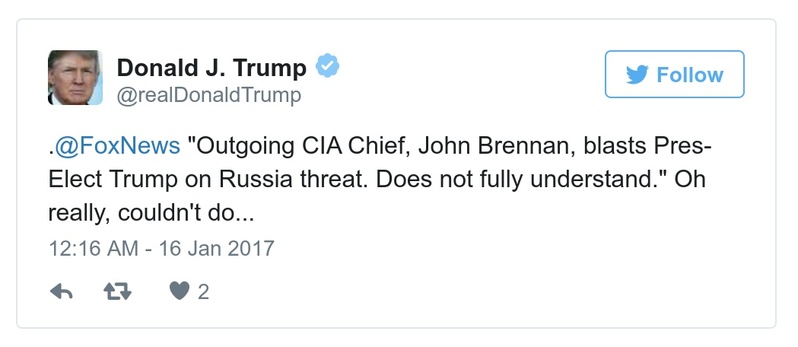 Donald J. Trump
Follow
@realDonaldTrump
.@FoxNews "Outgoing CIA Chief, John Brennan, blasts Pres-
Elect Trump on Russia threat. Does not fully understand." Oh
really, couldn't do...
12:16 AM - 16 Jan 2017
2